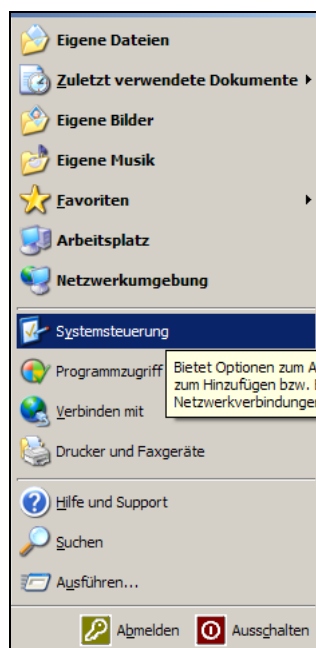 Eigene Dateien
Zuletzt verwendete Dokumente
Eigene Bilder
Eigene Musik
Favoriten
Arbeitsplatz
Netzwerkumgebung
Systemsteuerung
Programmzugriff
Bietet Optionen zum A
zum Hinzufügen bzw.
Netzwerkverbindungen
Verbinden mit
Drucker und Faxgeräte
Hilfe und Support
Suchen
Ausführen...
Abmelden Ausschalten